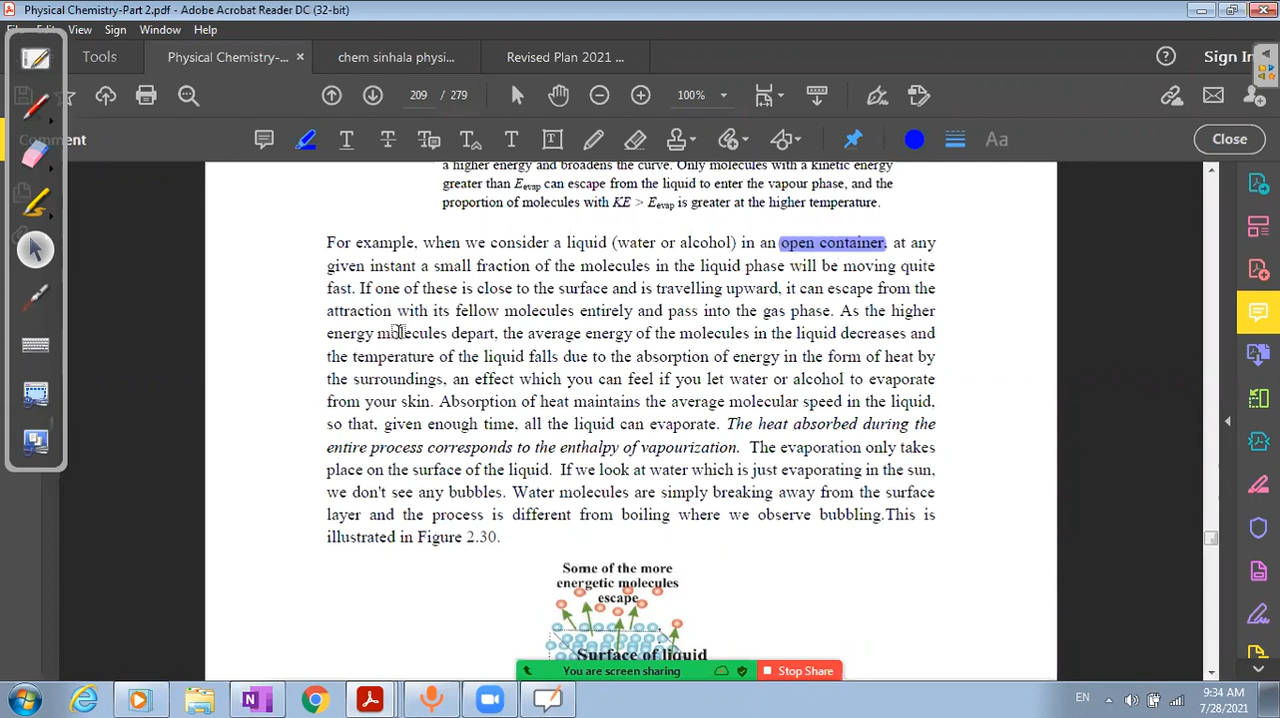 Physical Chemistry-Part 2.pdf - Adobe Acrobat Reader DC (32-bit)
File Edit View Sign Window Help
Tools Physical Chemistry-... × chem sinhala physi... Revised Plan 2021 ... Sign In
209 / 279 100%
Comment T T T Aa Close
a higher energy and broadens the curve. Only molecules with a kinetic energy
greater than Eevap can escape from the liquid to enter the vapour phase, and the
proportion of molecules with KE > Eevap is greater at the higher temperature.
For example, when we consider a liquid (water or alcohol) in an open container, at any
given instant a small fraction of the molecules in the liquid phase will be moving quite
fast. If one of these is close to the surface and is travelling upward, it can escape from the
attraction with its fellow molecules entirely and pass into the gas phase. As the higher
energy molecules depart, the average energy of the molecules in the liquid decreases and
the temperature of the liquid falls due to the absorption of energy in the form of heat by
the surroundings, an effect which you can feel if you let water or alcohol to evaporate
from your skin. Absorption of heat maintains the average molecular speed in the liquid,
so that, given enough time, all the liquid can evaporate. The heat absorbed during the
entire process corresponds to the enthalpy of vapourization. The evaporation only takes
place on the surface of the liquid. If we look at water which is just evaporating in the sun,
we don't see any bubbles. Water molecules are simply breaking away from the surface
layer and the process is different from boiling where we observe bubbling.This is
illustrated in Figure 2.30.
Some of the more
energetic molecules
escape
Surface of liquid
You are screen sharing Stop Share
EN 9:34 AM
7/28/2021